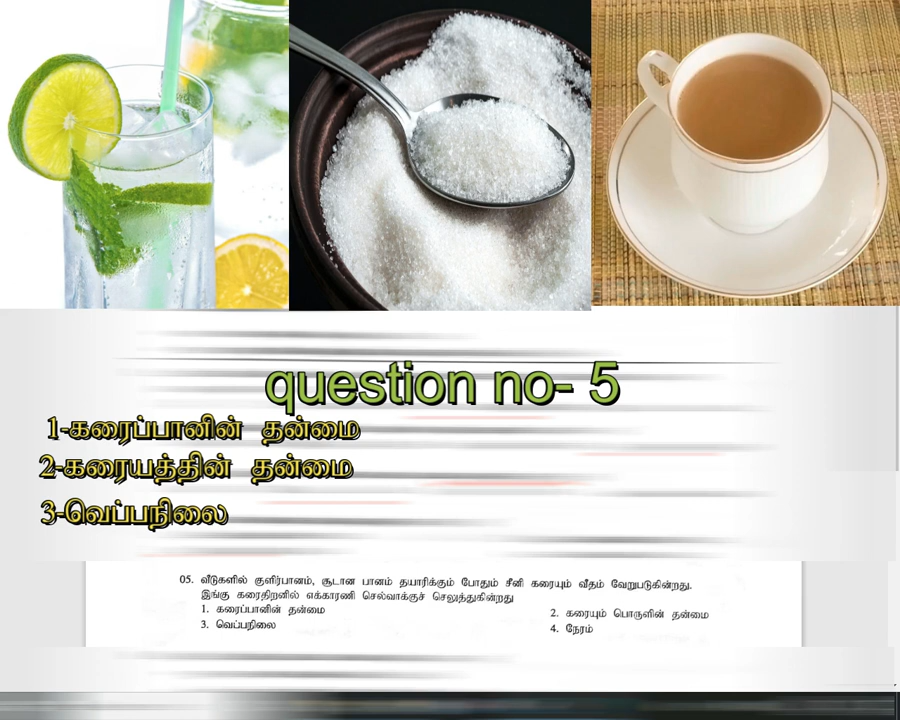 question no- 5
1-கரைப்பானின் தன்மை
2-கரையத்தின் தன்மை
3-வெப்பநிலை
05. வீடுகளில் குளிர்பானம், சூடான பானம் தயாரிக்கும் போதும் சீனி கரையும் வீதம் வேறுபடுகின்றது.
இங்கு கரைதிறனில் எக்காரணி செல்வாக்குச் செலுத்துகின்றது
1. கரைப்பானின் தன்மை 2. கரையும் பொருளின் தன்மை
3. வெப்பநிலை 4. நேரம்